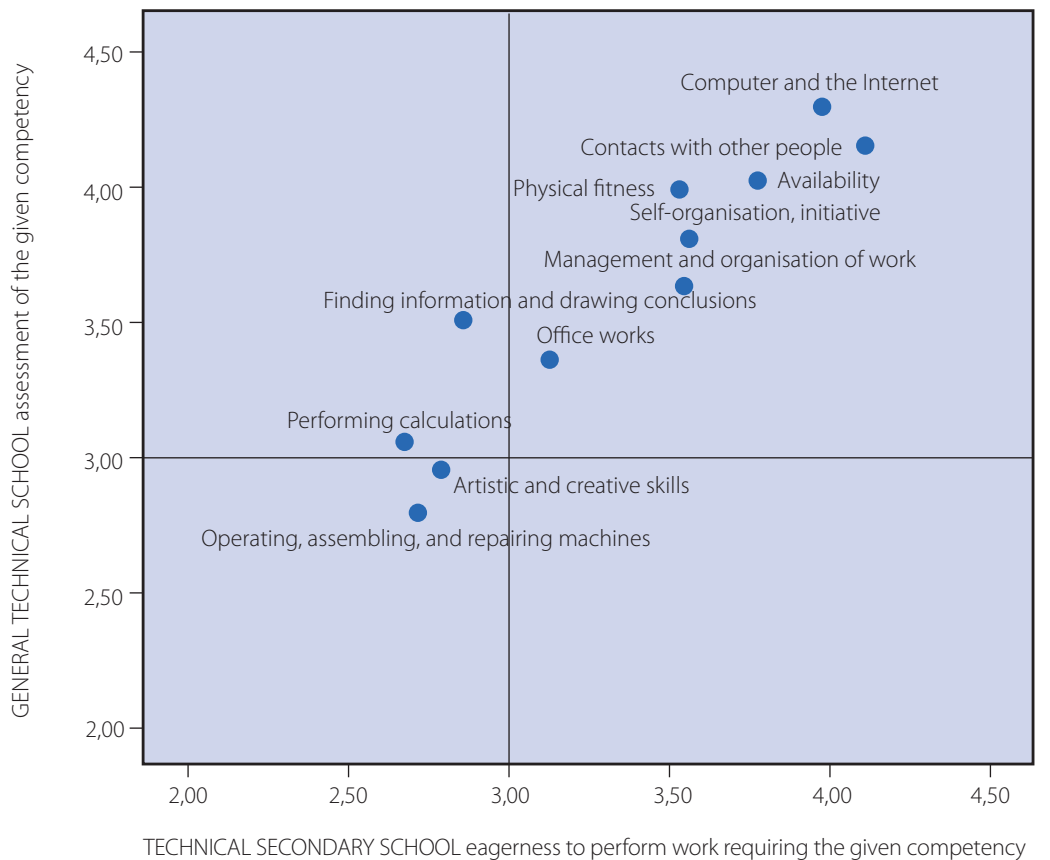 GENERAL TECHNICAL SCHOOL assessment of the given competency
4,50
4,00
3,50
3,00
2,50
2,00
Computer and the Internet
Contacts with other people
Availability
Physical fitness
Self-organisation, initiative
Management and organisation of work
Finding information and drawing conclusions
Office works
Performing calculations
Artistic and creative skills
Operating, assembling, and repairing machines
2,00 2,50 3,00 3,50 4,00 4,50
TECHNICAL SECONDARY SCHOOL eagerness to perform work requiring the given competency